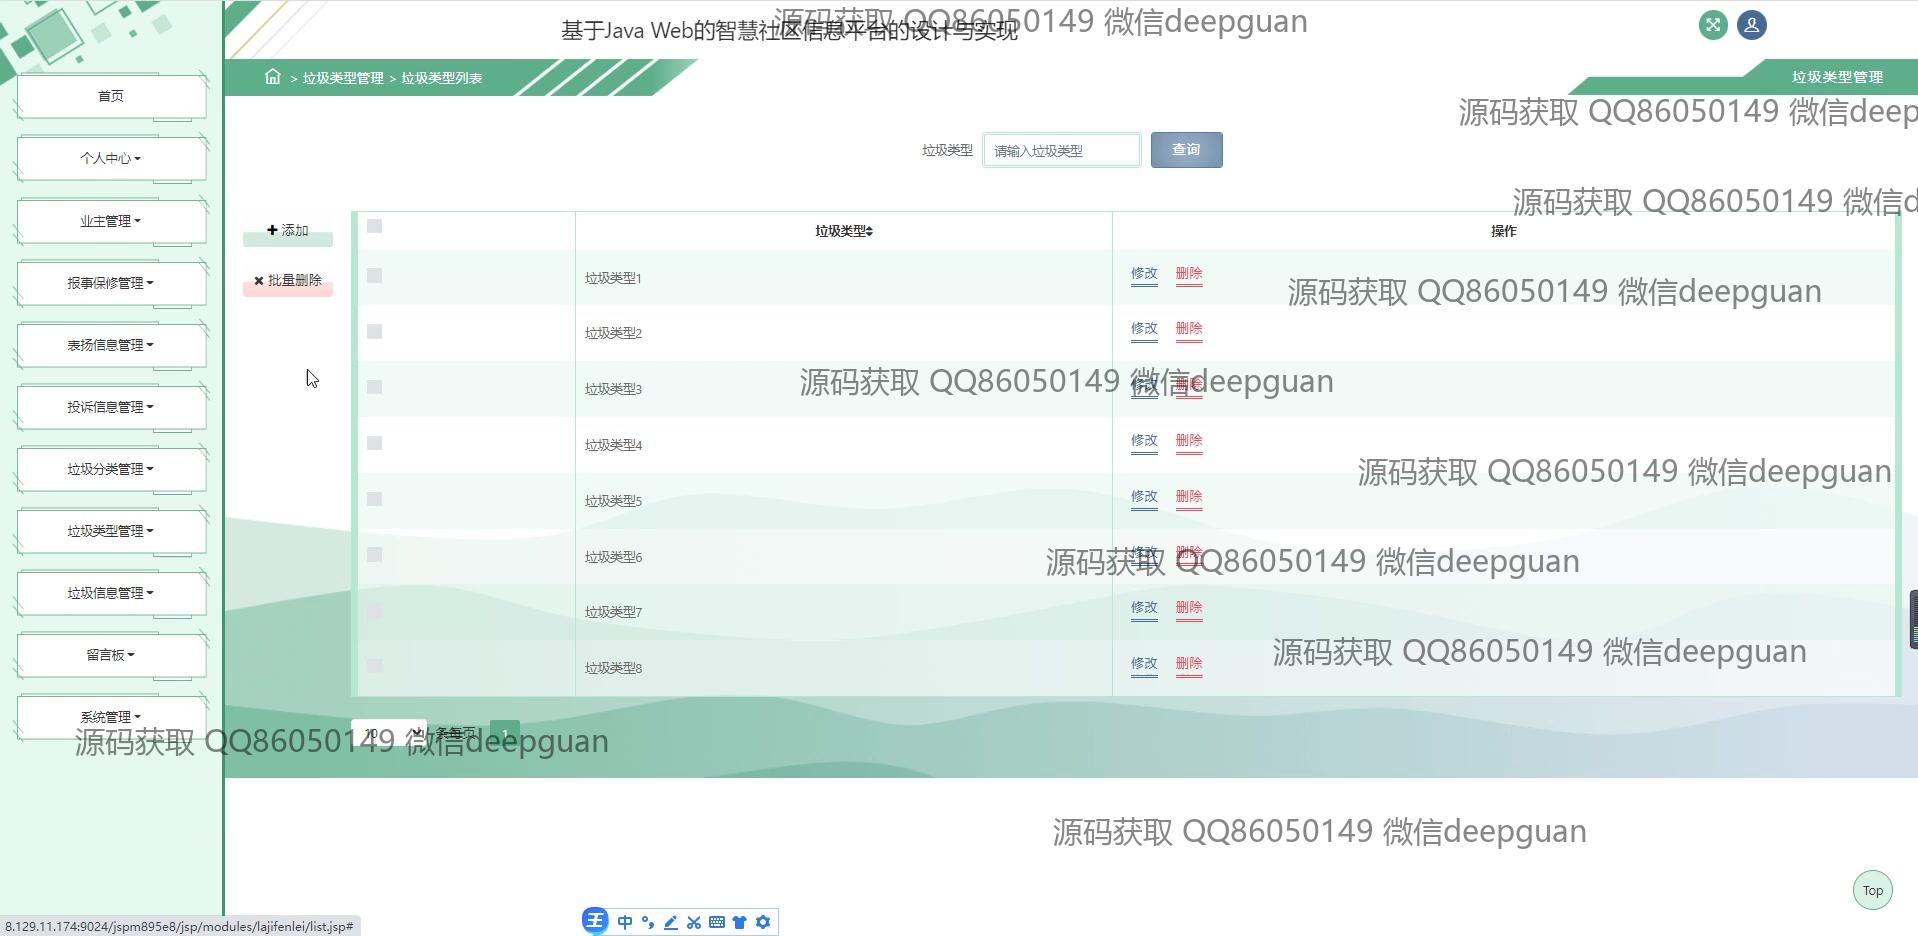 基于Java Web的智慧社区信息平台的设计与实现
源码获取 QQ86050149 微信deepguan
> 垃圾类型管理 > 垃圾类型列表
垃圾类型管理
首页
源码获取 QQ86050149 微信deep
个人中心
垃圾类型 请输入垃圾类型 查询
源码获取 QQ86050149 微信d
业主管理
添加
垃圾类型 操作
批量删除
报事保修管理
垃圾类型1 修改 删除
源码获取 QQ86050149 微信deepguan
表扬信息管理
垃圾类型2 修改 删除
垃圾类型3 修改 删除
源码获取 QQ86050149 微信deepguan
投诉信息管理
垃圾类型4 修改 删除
垃圾分类管理
源码获取 QQ86050149 微信deepguan
垃圾类型5 修改 删除
垃圾类型管理
垃圾类型6 修改 删除
源码获取 QQ86050149 微信deepguan
垃圾信息管理
垃圾类型7 修改 删除
留言板
源码获取 QQ86050149 微信deepguan
垃圾类型8 修改 删除
系统管理
10 条每页 1
源码获取 QQ86050149 微信deepguan
源码获取 QQ86050149 微信deepguan
Top
8.129.11.174:9024/jspm895e8/jsp/modules/lajifenlei/list.jsp#
王 中